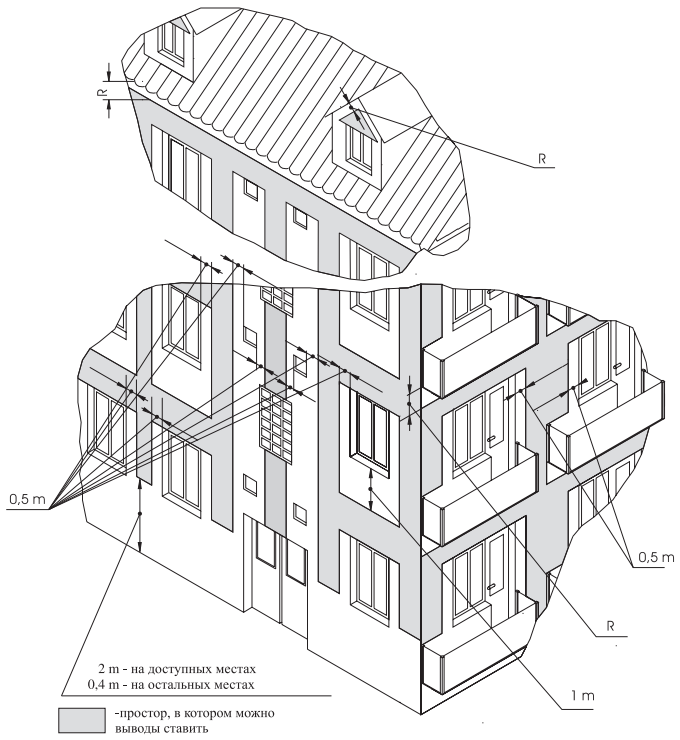 R
R
0,5 m
0,5 m
R
2 m - на доступных местах
0,4 m - на остальных местах
1 m
-простор, в котором можно
выводы ставить